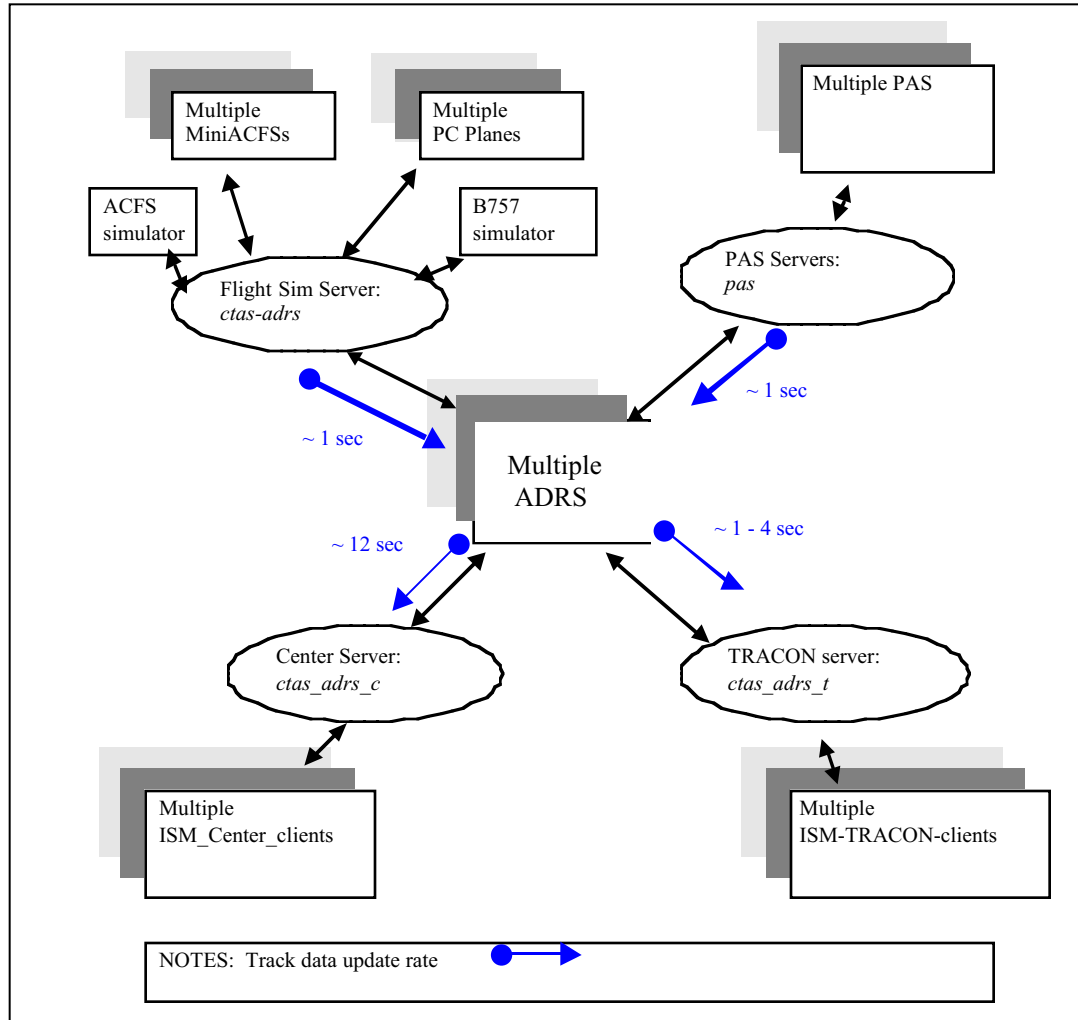 Multiple
MiniACFSs
Multiple
PC Planes
Multiple PAS
ACFS
simulator
B757
simulator
Flight Sim Server:
ctas-adrs
PAS Servers:
pas
~ 1 sec
~ 1 sec
Multiple
ADRS
~ 12 sec
~ 1 - 4 sec
Center Server:
ctas_adrs_c
TRACON server:
ctas_adrs_t
Multiple
ISM_Center_clients
Multiple
ISM-TRACON-clients
NOTES: Track data update rate